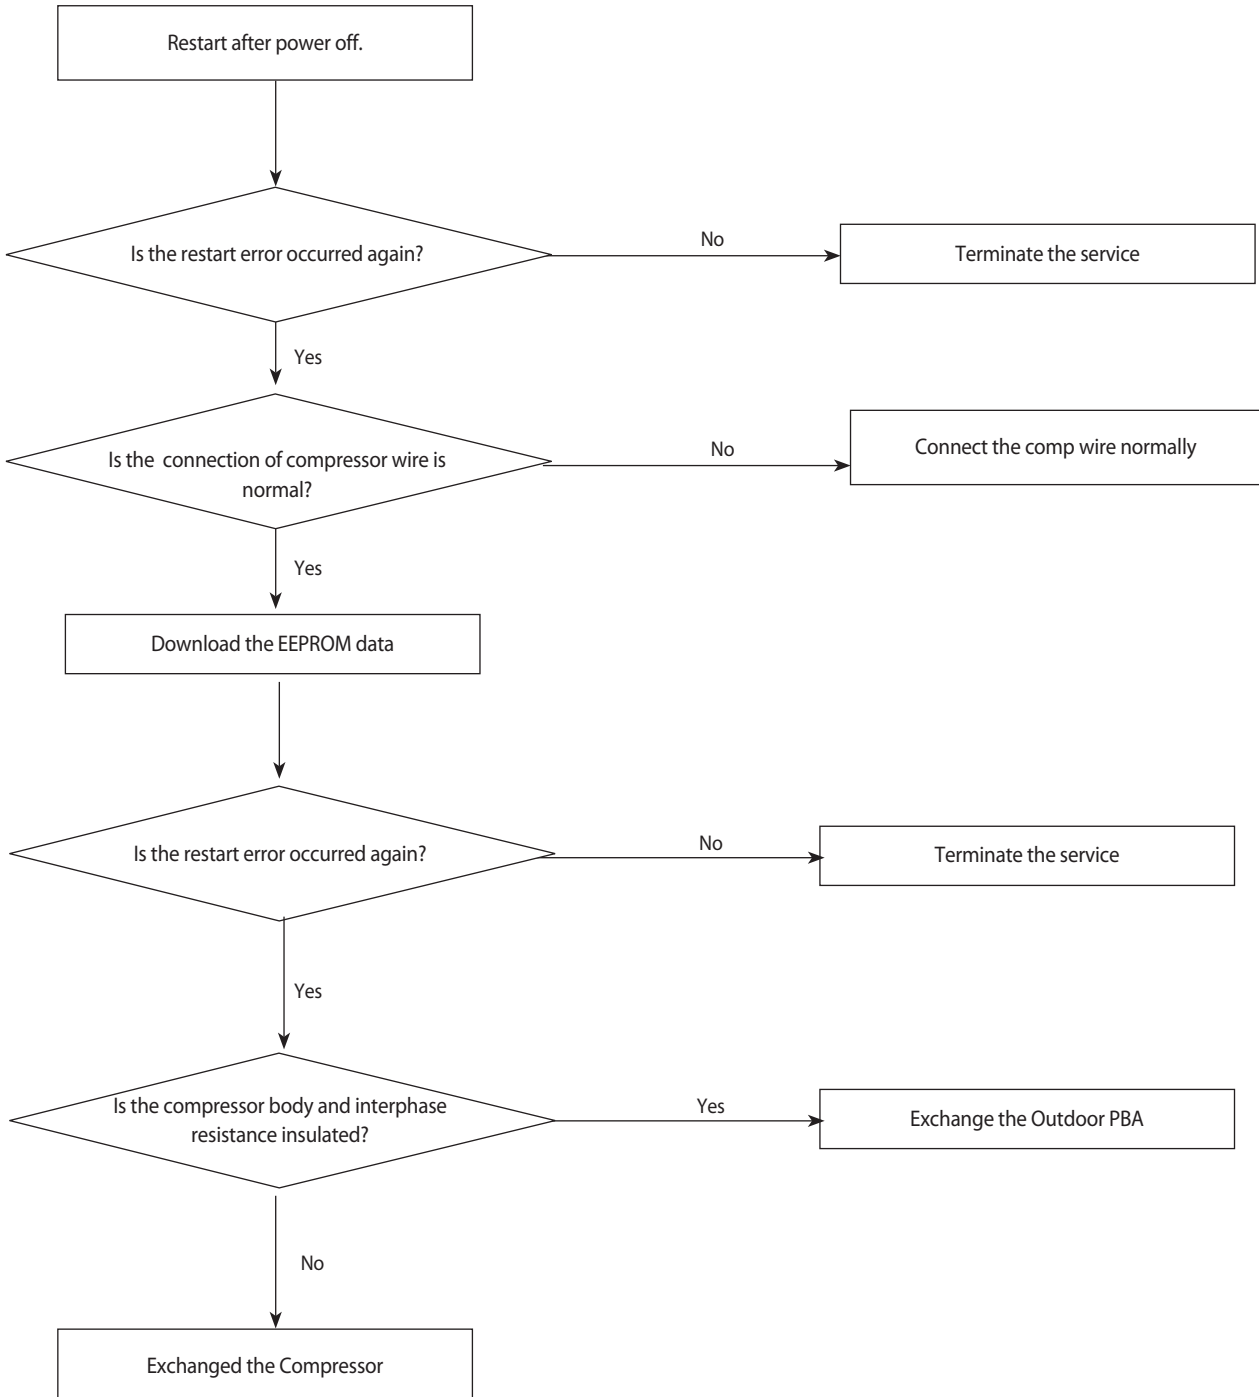 Restart after power off.
Is the restart error occurred again?
No
Terminate the service
Yes
Is the connection of compressor wire is
normal?
No
Connect the comp wire normally
Yes
Download the EEPROM data
Is the restart error occurred again?
No
Terminate the service
Yes
Is the compressor body and interphase
resistance insulated?
Yes
Exchange the Outdoor PBA
No
Exchanged the Compressor